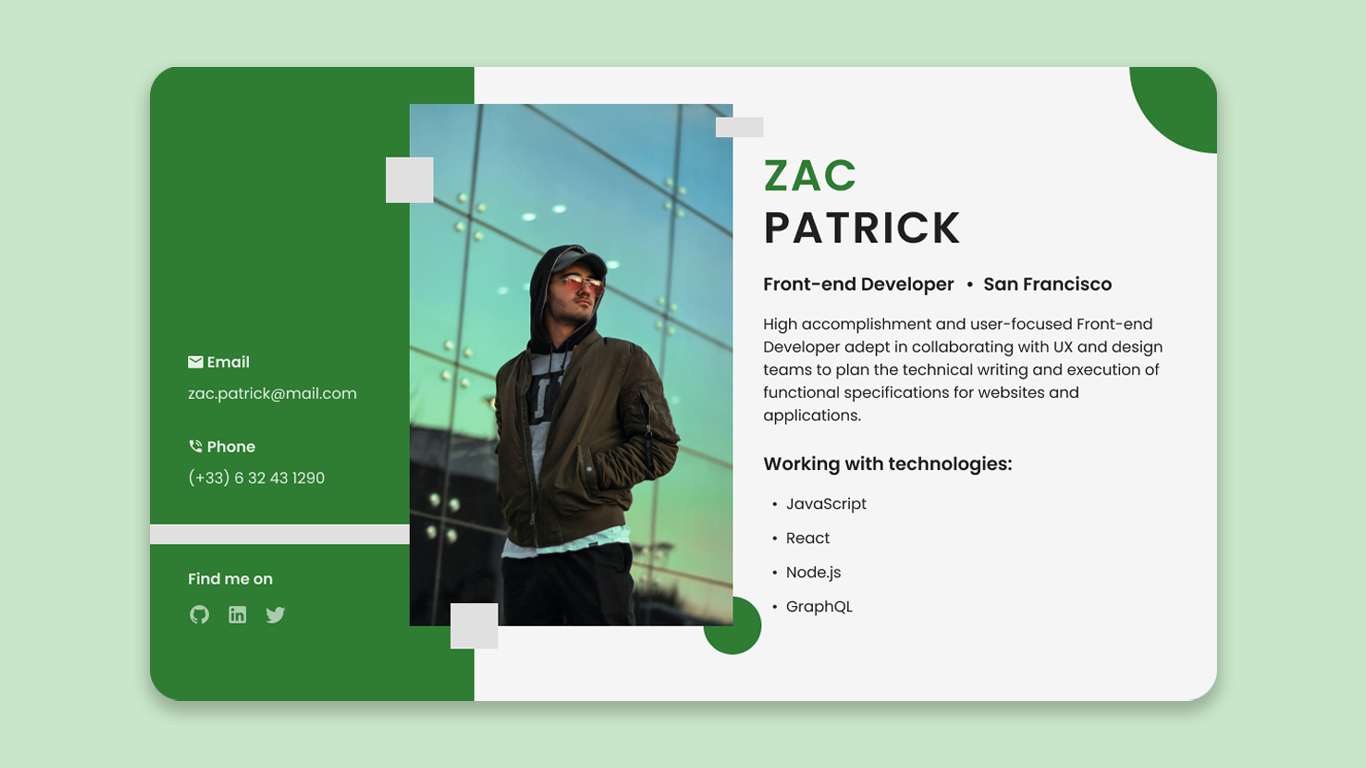 Email
zac.patrick@mail.com
Phone
(+33) 6 32 43 1290
Find me on
ZAC
PATRICK
Front-end Developer • San Francisco
High accomplishment and user-focused Front-end
Developer adept in collaborating with UX and design
teams to plan the technical writing and execution of
functional specifications for websites and
applications.
Working with technologies:
• JavaScript
• React
• Node.js
• GraphQL